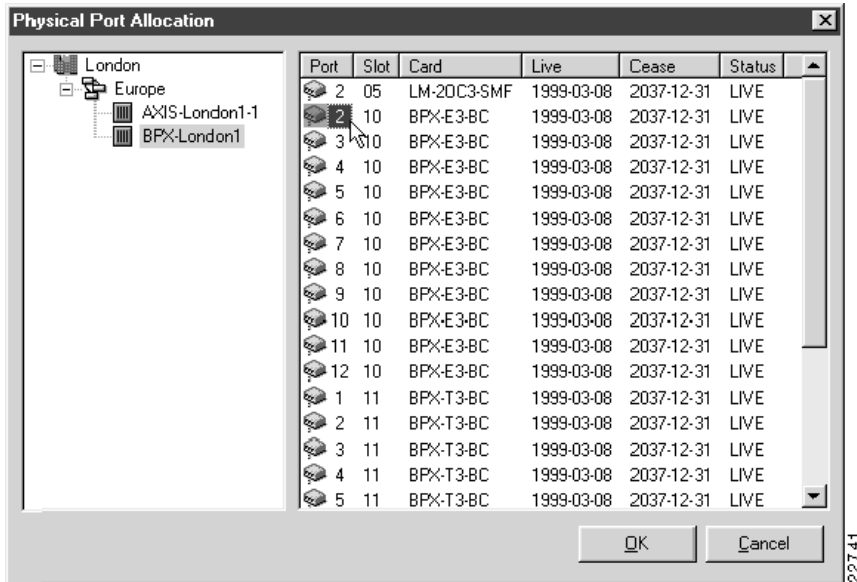 Physical Port Allocation
London
Europe
AXIS-London1-1
BPX-London1
Port Slot Card Live Cease Status
2 05 LM-2OC3-SMF 1999-03-08 2037-12-31 LIVE
2 10 BPX-E3-BC 1999-03-08 2037-12-31 LIVE
3 10 BPX-E3-BC 1999-03-08 2037-12-31 LIVE
4 10 BPX-E3-BC 1999-03-08 2037-12-31 LIVE
5 10 BPX-E3-BC 1999-03-08 2037-12-31 LIVE
6 10 BPX-E3-BC 1999-03-08 2037-12-31 LIVE
7 10 BPX-E3-BC 1999-03-08 2037-12-31 LIVE
8 10 BPX-E3-BC 1999-03-08 2037-12-31 LIVE
9 10 BPX-E3-BC 1999-03-08 2037-12-31 LIVE
10 10 BPX-E3-BC 1999-03-08 2037-12-31 LIVE
11 10 BPX-E3-BC 1999-03-08 2037-12-31 LIVE
12 10 BPX-E3-BC 1999-03-08 2037-12-31 LIVE
1 11 BPX-T3-BC 1999-03-08 2037-12-31 LIVE
2 11 BPX-T3-BC 1999-03-08 2037-12-31 LIVE
3 11 BPX-T3-BC 1999-03-08 2037-12-31 LIVE
4 11 BPX-T3-BC 1999-03-08 2037-12-31 LIVE
5 11 BPX-T3-BC 1999-03-08 2037-12-31 LIVE
OK Cancel
22741